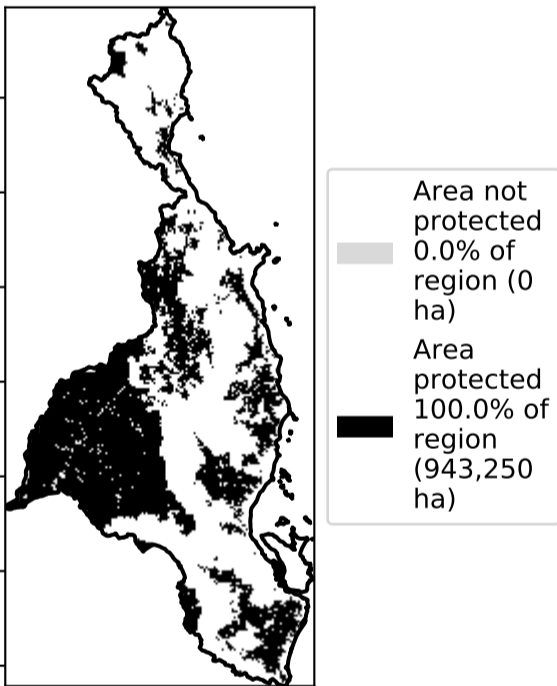 Area not
protected
0.0% of
region (0
ha)
Area
protected
100.0% of
region
(943,250
ha)